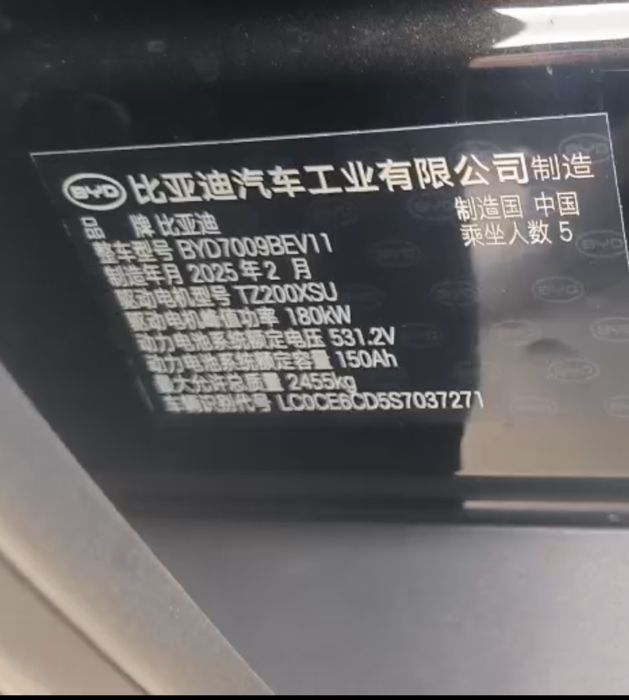 BYD 比亚迪汽车工业有限公司制造
品 牌 比亚迪
制造国 中国
整车型号 BYD7009BEV11
乘坐人数 5
制造年月 2025年2 月
驱动电机型号 TZ200XSU
驱动电机峰值功率 180kW
动力电池系统额定电压 531.2V
动力电池系统额定容量 150Ah
最大允许总质量 2455kg
车辆识别代号 LC0CE6CD5S7037271